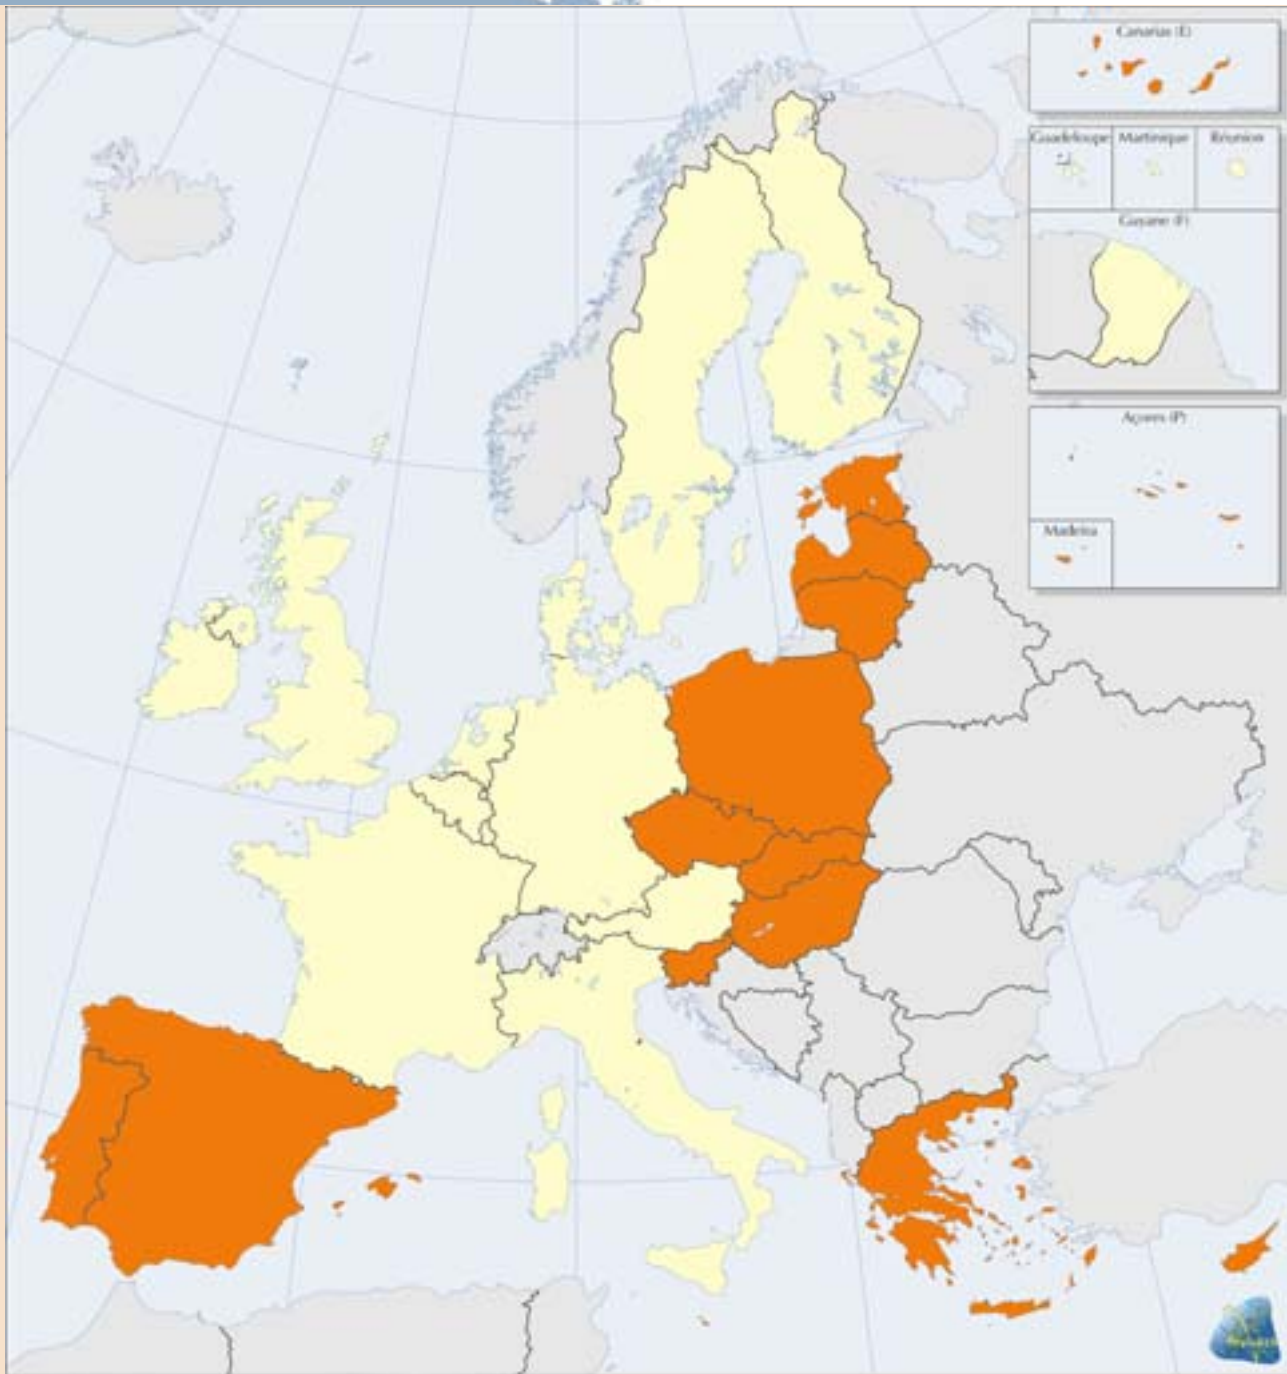 Canarias (E)
Guadeloupe
Martinique
Réunion
Guyane (F)
Açores (P)
Madeira